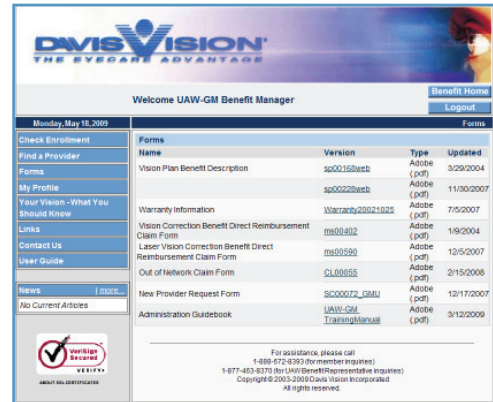 DAVIS VISION
THE EYECARE ADVANTAGE
Welcome UAW-GM Benefit Manager
Benefit Home
Logout
Monday, May 18, 2009
Forms
Check Enrollment
Find a Provider
Forms
My Profile
Your Vision - What You
Should Know
Links
Contact Us
User Guide
News | more...
No Current Articles
VeriSign
Secured
VERIFY›
ABOUT SSL CERTIFICATES
Forms
Name Version Type Updated
Vision Plan Benefit Description sp00168web Adobe (.pdf) 3/29/2004
sp00228web Adobe (.pdf) 11/30/2007
Warranty Information Warranty20021025 Adobe (.pdf) 7/5/2007
Vision Correction Benefit Direct Reimbursement
Claim Form ms00402 Adobe (.pdf) 1/9/2004
Laser Vision Correction Benefit Direct
Reimbursement Claim Form ms00590 Adobe (.pdf) 12/5/2007
Out of Network Claim Form CL00055 Adobe (.pdf) 2/15/2008
New Provider Request Form SC00072_GMU Adobe (.pdf) 12/17/2007
Administration Guidebook UAW-GM TrainingManual Adobe (.pdf) 3/12/2009
For assistance, please call
1-888-672-8393 (for member inquiries)
1-877-453-8370 (for UAW Benefit Representative inquiries)
Copyright© 2003-2009 Davis Vision Incorporated
All rights reserved.